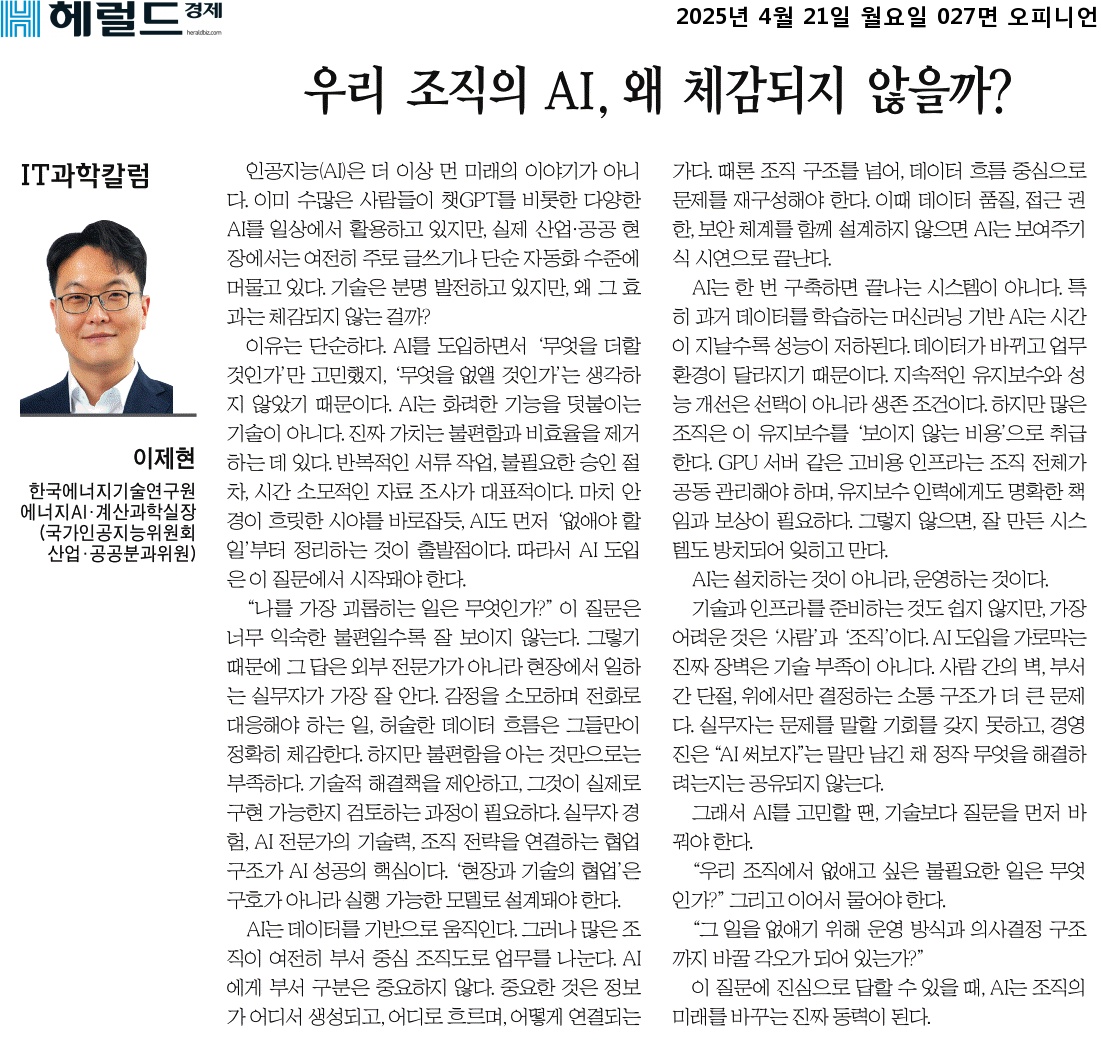 헤럴드경제
heraldbiz.com
2025년 4월 21일 월요일 027면 오피니언
우리 조직의 AI, 왜 체감되지 않을까?
IT과학칼럼
이제현
한국에너지기술연구원
에너지AI·계산과학실장
(국가인공지능위원회
산업·공공분과위원)
인공지능(AI)은 더 이상 먼 미래의 이야기가 아니
다. 이미 수많은 사람들이 챗GPT를 비롯한 다양한
AI를 일상에서 활용하고 있지만, 실제 산업·공공 현
장에서는 여전히 주로 글쓰기나 단순 자동화 수준에
머물고 있다. 기술은 분명 발전하고 있지만, 왜 그 효
과는 체감되지 않는 걸까?
이유는 단순하다. AI를 도입하면서 ‘무엇을 더할
것인가’만 고민했지, ‘무엇을 없앨 것인가’는 생각하
지 않았기 때문이다. AI는 화려한 기능을 덧붙이는
기술이 아니다. 진짜 가치는 불편함과 비효율을 제거
하는 데 있다. 반복적인 서류 작업, 불필요한 승인 절
차, 시간 소모적인 자료 조사가 대표적이다. 마치 안
경이 흐릿한 시야를 바로잡듯, AI도 먼저 ‘없애야 할
일’부터 정리하는 것이 출발점이다. 따라서 AI 도입
은 이 질문에서 시작돼야 한다.
“나를 가장 괴롭히는 일은 무엇인가?” 이 질문은
너무 익숙한 불편일수록 잘 보이지 않는다. 그렇기
때문에 그 답은 외부 전문가가 아니라 현장에서 일하
는 실무자가 가장 잘 안다. 감정을 소모하며 전화로
대응해야 하는 일, 허술한 데이터 흐름은 그들만이
정확히 체감한다. 하지만 불편함을 아는 것만으로는
부족하다. 기술적 해결책을 제안하고, 그것이 실제로
구현 가능한지 검토하는 과정이 필요하다. 실무자 경
험, AI 전문가의 기술력, 조직 전략을 연결하는 협업
구조가 AI 성공의 핵심이다. ‘현장과 기술의 협업’은
구호가 아니라 실행 가능한 모델로 설계돼야 한다.
AI는 데이터를 기반으로 움직인다. 그러나 많은 조
직이 여전히 부서 중심 조직도로 업무를 나눈다. AI
에게 부서 구분은 중요하지 않다. 중요한 것은 정보
가 어디서 생성되고, 어디로 흐르며, 어떻게 연결되는
가다. 때론 조직 구조를 넘어, 데이터 흐름 중심으로
문제를 재구성해야 한다. 이때 데이터 품질, 접근 권
한, 보안 체계를 함께 설계하지 않으면 AI는 보여주기
식 시연으로 끝난다.
AI는 한 번 구축하면 끝나는 시스템이 아니다. 특
히 과거 데이터를 학습하는 머신러닝 기반 AI는 시간
이 지날수록 성능이 저하된다. 데이터가 바뀌고 업무
환경이 달라지기 때문이다. 지속적인 유지보수와 성
능 개선은 선택이 아니라 생존 조건이다. 하지만 많은
조직은 이 유지보수를 ‘보이지 않는 비용’으로 취급
한다. GPU 서버 같은 고비용 인프라는 조직 전체가
공동 관리해야 하며, 유지보수 인력에게도 명확한 책
임과 보상이 필요하다. 그렇지 않으면, 잘 만든 시스
템도 방치되어 잊히고 만다.
AI는 설치하는 것이 아니라, 운영하는 것이다.
기술과 인프라를 준비하는 것도 쉽지 않지만, 가장
어려운 것은 ‘사람’과 ‘조직’이다. AI 도입을 가로막는
진짜 장벽은 기술 부족이 아니다. 사람 간의 벽, 부서
간 단절, 위에서만 결정하는 소통 구조가 더 큰 문제
다. 실무자는 문제를 말할 기회를 갖지 못하고, 경영
진은 “AI 써보자”는 말만 남긴 채 정작 무엇을 해결하
려는지는 공유되지 않는다.
그래서 AI를 고민할 땐, 기술보다 질문을 먼저 바
꿔야 한다.
“우리 조직에서 없애고 싶은 불필요한 일은 무엇
인가?” 그리고 이어서 물어야 한다.
“그 일을 없애기 위해 운영 방식과 의사결정 구조
까지 바꿀 각오가 되어 있는가?”
이 질문에 진심으로 답할 수 있을 때, AI는 조직의
미래를 바꾸는 진짜 동력이 된다.